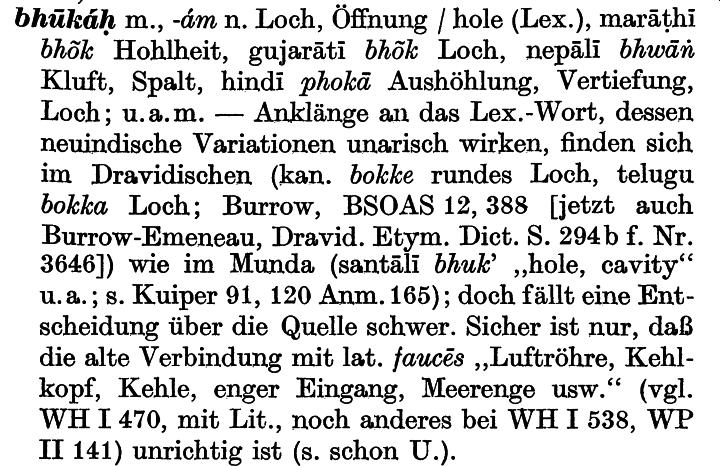 bhūkáḥ m., -ám n. Loch, Öffnung / hole (Lex.), marāṭhī
bhõk Hohlheit, gujarātī bhõk Loch, nepālī bhwāṅ
Kluft, Spalt, hindī phokā Aushöhlung, Vertiefung,
Loch; u. a. m. — Anklänge an das Lex.-Wort, dessen
neuindische Variationen unarisch wirken, finden sich
im Dravidischen (kan. bokke rundes Loch, telugu
bokka Loch; Burrow, BSOAS 12, 388 [jetzt auch
Burrow-Emeneau, Dravid. Etym. Dict. S. 294b f. Nr.
3646]) wie im Munda (santālī bhuk’ „hole, cavity“
u. a.; s. Kuiper 91, 120 Anm. 165); doch fällt eine Ent-
scheidung über die Quelle schwer. Sicher ist nur, daß
die alte Verbindung mit lat. faucēs „Luftröhre, Kehl-
kopf, Kehle, enger Eingang, Meerenge usw.“ (vgl.
WH I 470, mit Lit., noch anderes bei WH I 538, WP
II 141) unrichtig ist (s. schon U.).